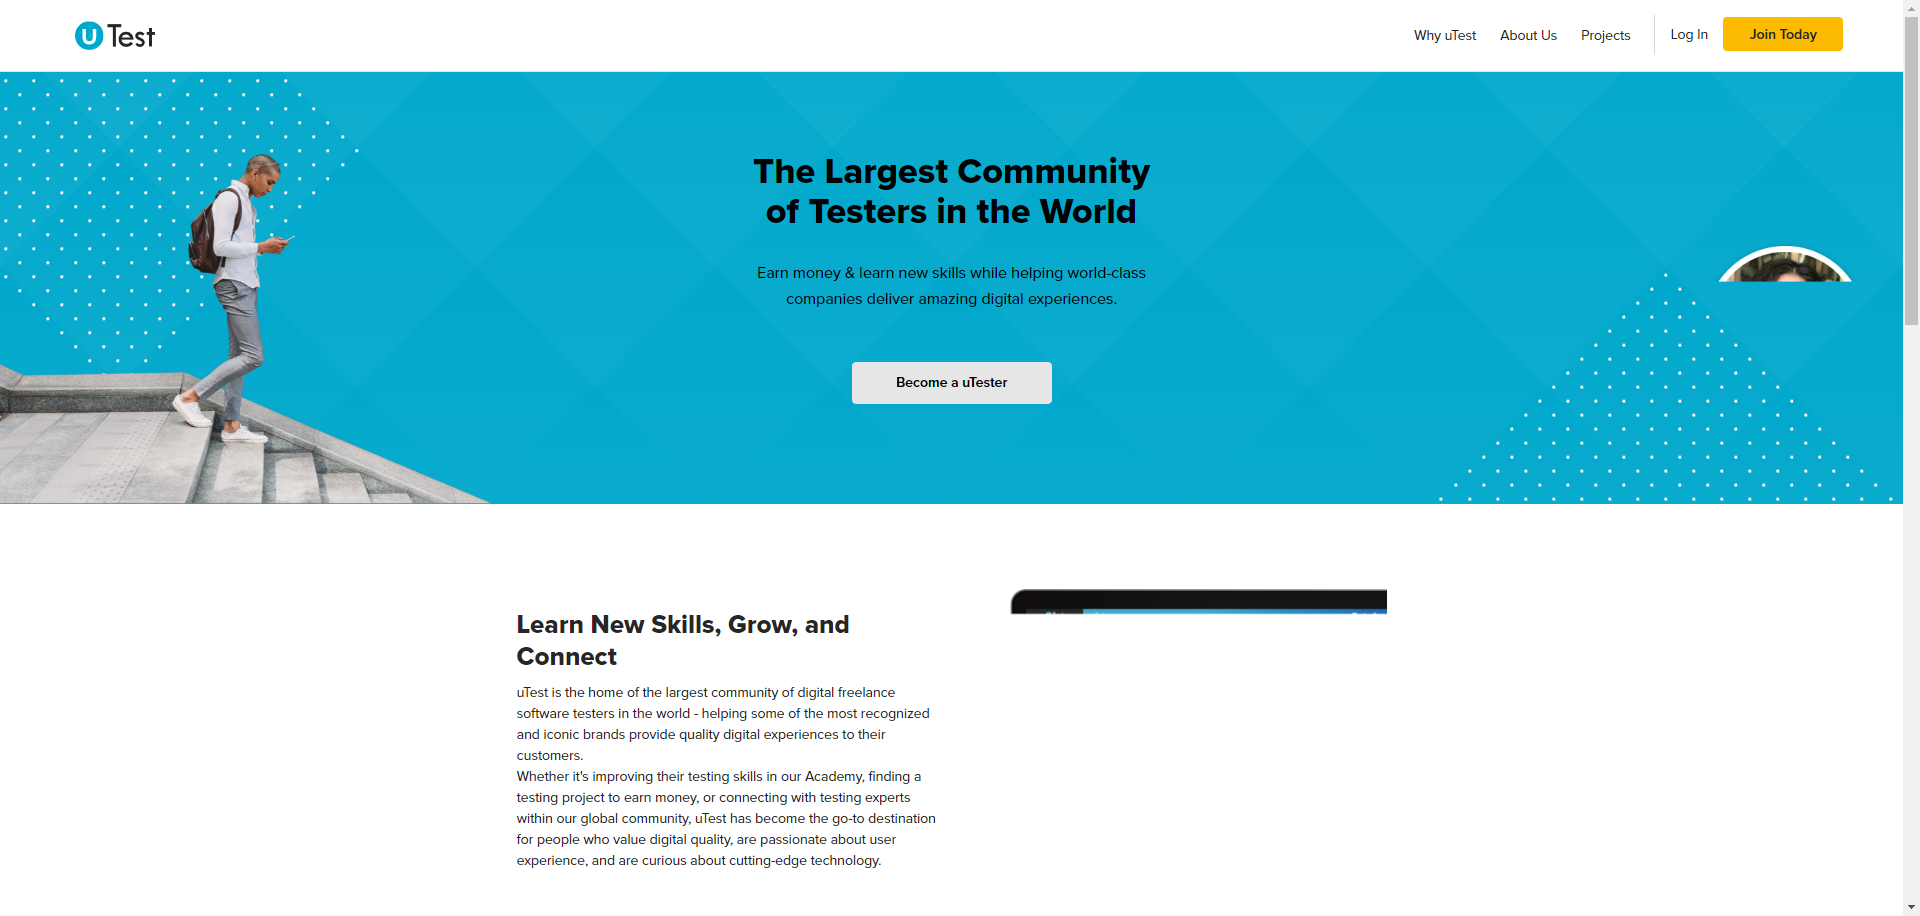 uTest
Why uTest
About Us
Projects
Log In
Join Today
The Largest Community
of Testers in the World
Earn money & learn new skills while helping world-class
companies deliver amazing digital experiences.
Become a uTester
Learn New Skills, Grow, and
Connect
uTest is the home of the largest community of digital freelance
software testers in the world - helping some of the most recognized
and iconic brands provide quality digital experiences to their
customers.
Whether it's improving their testing skills in our Academy, finding a
testing project to earn money, or connecting with testing experts
within our global community, uTest has become the go-to destination
for people who value digital quality, are passionate about user
experience, and are curious about cutting-edge technology.